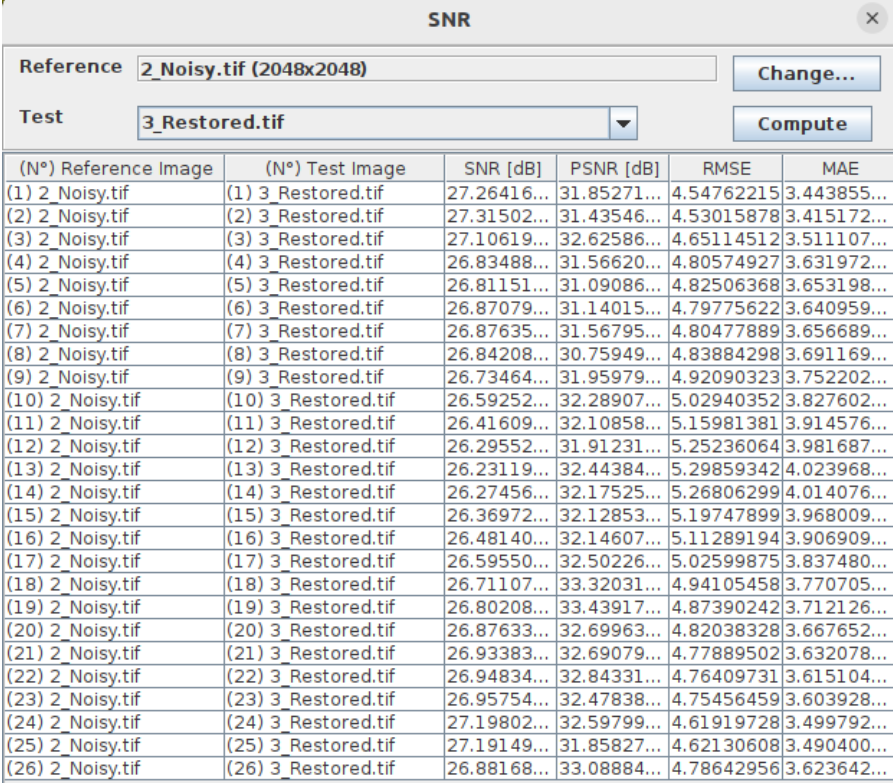 SNR
Reference 2_Noisy.tif (2048x2048) Change...
Test 3_Restored.tif Compute
(N°) Reference Image (N°) Test Image SNR [dB] PSNR [dB] RMSE MAE
(1) 2_Noisy.tif (1) 3_Restored.tif 27.26416... 31.85271... 4.54762215 3.443855...
(2) 2_Noisy.tif (2) 3_Restored.tif 27.31502... 31.43546... 4.53015878 3.415172...
(3) 2_Noisy.tif (3) 3_Restored.tif 27.10619... 32.62586... 4.65114512 3.511107...
(4) 2_Noisy.tif (4) 3_Restored.tif 26.83488... 31.56620... 4.80574927 3.631972...
(5) 2_Noisy.tif (5) 3_Restored.tif 26.81151... 31.09086... 4.82506368 3.653198...
(6) 2_Noisy.tif (6) 3_Restored.tif 26.87079... 31.14015... 4.79775622 3.640959...
(7) 2_Noisy.tif (7) 3_Restored.tif 26.87635... 31.56795... 4.80477889 3.656689...
(8) 2_Noisy.tif (8) 3_Restored.tif 26.84208... 30.75949... 4.83884298 3.691169...
(9) 2_Noisy.tif (9) 3_Restored.tif 26.73464... 31.95979... 4.92090323 3.752202...
(10) 2_Noisy.tif (10) 3_Restored.tif 26.59252... 32.28907... 5.02940352 3.827602...
(11) 2_Noisy.tif (11) 3_Restored.tif 26.41609... 32.10858... 5.15981381 3.914576...
(12) 2_Noisy.tif (12) 3_Restored.tif 26.29552... 31.91231... 5.25236064 3.981687...
(13) 2_Noisy.tif (13) 3_Restored.tif 26.23119... 32.44384... 5.29859342 4.023968...
(14) 2_Noisy.tif (14) 3_Restored.tif 26.27456... 32.17525... 5.26806299 4.014076...
(15) 2_Noisy.tif (15) 3_Restored.tif 26.36972... 32.12853... 5.19747899 3.968009...
(16) 2_Noisy.tif (16) 3_Restored.tif 26.48140... 32.14607... 5.11289194 3.906909...
(17) 2_Noisy.tif (17) 3_Restored.tif 26.59550... 32.50226... 5.02599875 3.837480...
(18) 2_Noisy.tif (18) 3_Restored.tif 26.71107... 33.32031... 4.94105458 3.770705...
(19) 2_Noisy.tif (19) 3_Restored.tif 26.80208... 33.43917... 4.87390242 3.712126...
(20) 2_Noisy.tif (20) 3_Restored.tif 26.87633... 32.69963... 4.82038328 3.667652...
(21) 2_Noisy.tif (21) 3_Restored.tif 26.93383... 32.69079... 4.77889502 3.632078...
(22) 2_Noisy.tif (22) 3_Restored.tif 26.94834... 32.84331... 4.76409731 3.615104...
(23) 2_Noisy.tif (23) 3_Restored.tif 26.95754... 32.47838... 4.75456459 3.603928...
(24) 2_Noisy.tif (24) 3_Restored.tif 27.19802... 32.59799... 4.61919728 3.499792...
(25) 2_Noisy.tif (25) 3_Restored.tif 27.19149... 31.85827... 4.62130608 3.490400...
(26) 2_Noisy.tif (26) 3_Restored.tif 26.88168... 33.08884... 4.78642956 3.623642...